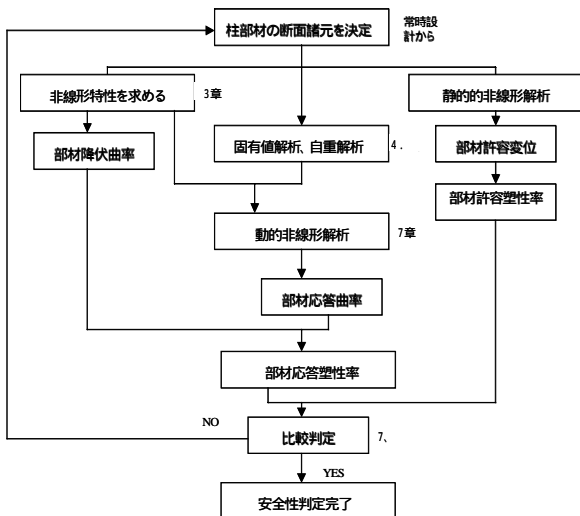 柱部材の断面諸元を決定
常時設
計から
非線形特性を求める
3章
静的的非線形解析
部材降伏曲率
固有値解析、自重解析
4．
部材許容変位
部材許容塑性率
動的非線形解析
7章
部材応答曲率
部材応答塑性率
NO
比較判定
7、
YES
安全性判定完了